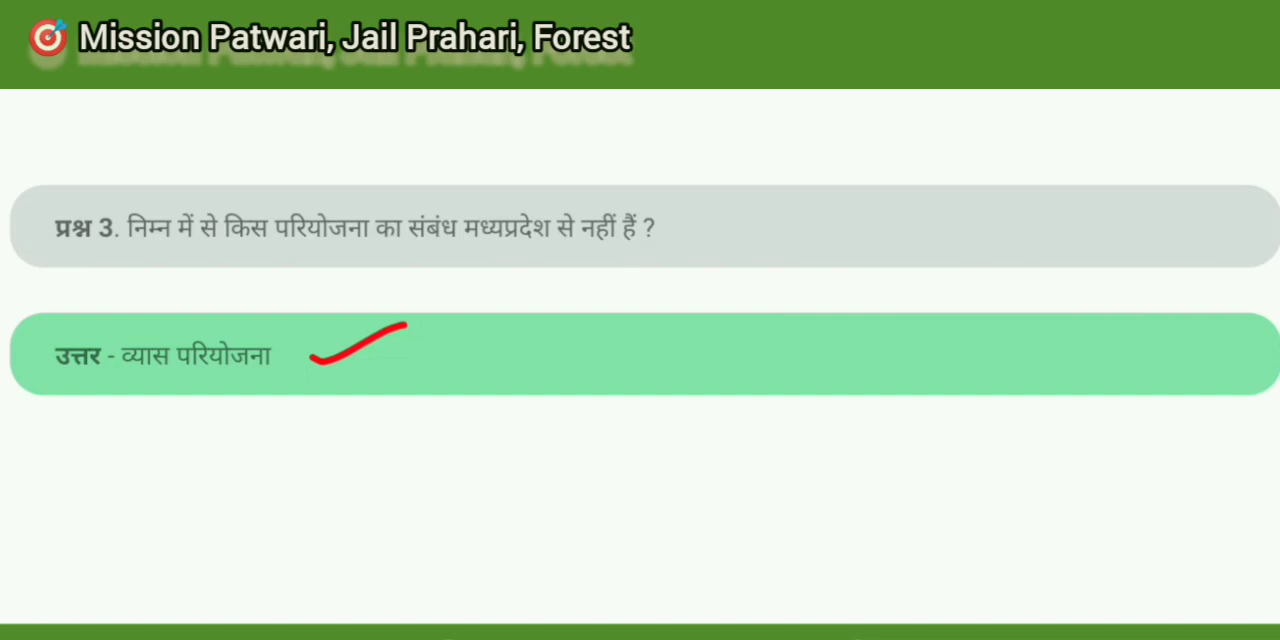 🎯 Mission Patwari, Jail Prahari, Forest
प्रश्न 3. निम्न में से किस परियोजना का संबंध मध्यप्रदेश से नहीं हैं ?
उत्तर - व्यास परियोजना